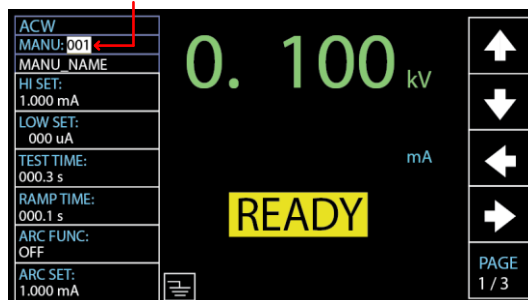 ACW
MANU: 001
MANU_NAME
HI SET:
1.000 mA
LOW SET:
000 uA
TEST TIME:
000.3 s
RAMP TIME:
000.1 s
ARC FUNC:
OFF
ARC SET:
1.000 mA
0. 100 kV
mA
READY
PAGE
1 / 3